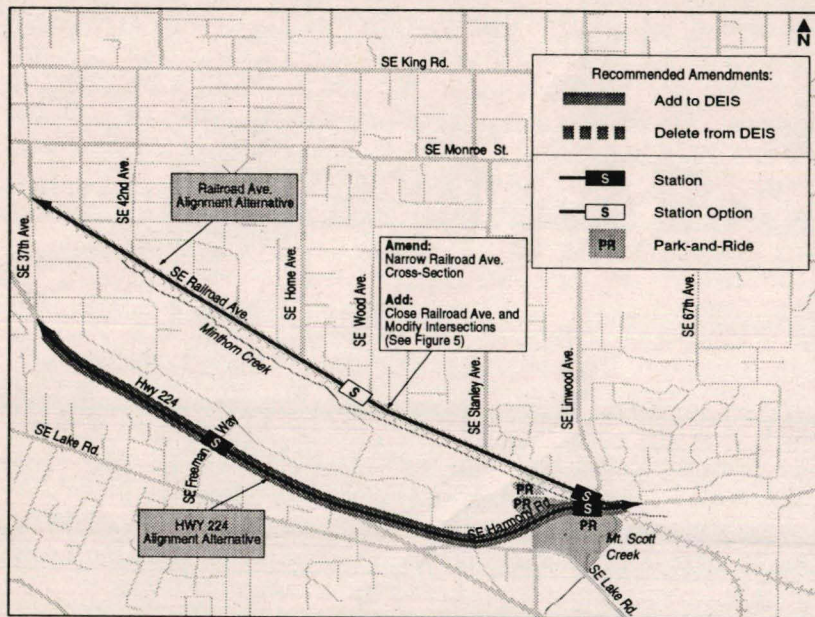 N
SE King Rd.
Recommended Amendments:
Add to DEIS
Delete from DEIS
S Station
S Station Option
PR Park-and-Ride
SE Monroe St.
SE 42nd Ave.
Railroad Ave.
Alignment Alternative
SE 37th Ave.
SE Railroad Ave.
Minthorn Creek
SE Home Ave.
SE Wood Ave.
Amend:
Narrow Railroad Ave.
Cross-Section
Add:
Close Railroad Ave. and
Modify Intersections
(See Figure 5)
SE Stanley Ave.
SE Linwood Ave.
SE 67th Ave.
S
Hwy 224
SE Lake Rd.
SE Freeman Way
S
HWY 224
Alignment Alternative
PR
PR
SE Harmony Rd.
S
S
PR
Mt. Scott
Creek
SE Lake Rd.